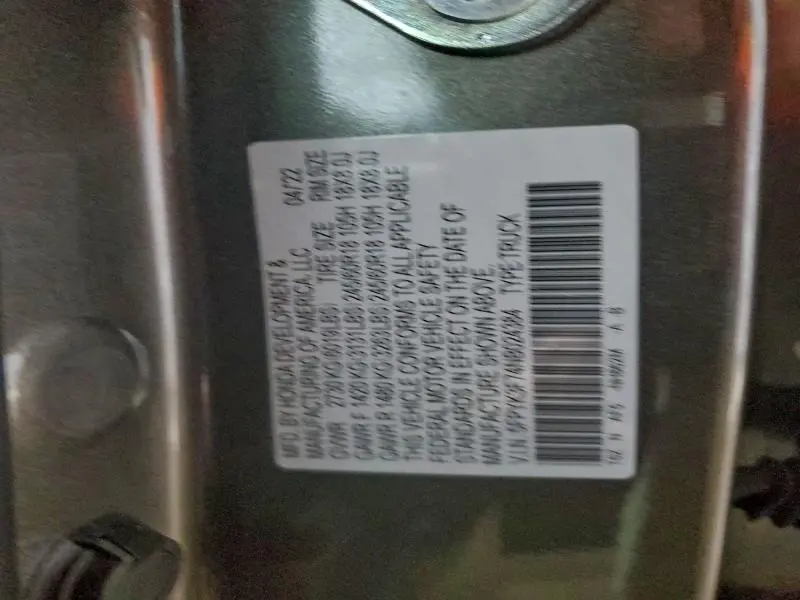 MFD. BY HONDA DEVELOPMENT & 04/22
MANUFACTURING OF AMERICA, LLC
GVWR 2730 KG TIRE SIZE RIM SIZE
GAWR F 1420 KG 3131LBS 245/60R18 105H 18X8.0J
GAWR R 1480 KG 245/60R18 105H 18X8.0J
THIS VEHICLE CONFORMS TO ALL APPLICABLE
FEDERAL MOTOR VEHICLE SAFETY
STANDARDS IN EFFECT ON THE DATE OF
MANUFACTURE SHOWN ABOVE.
V.I.N. TYPE:TRUCK
A B